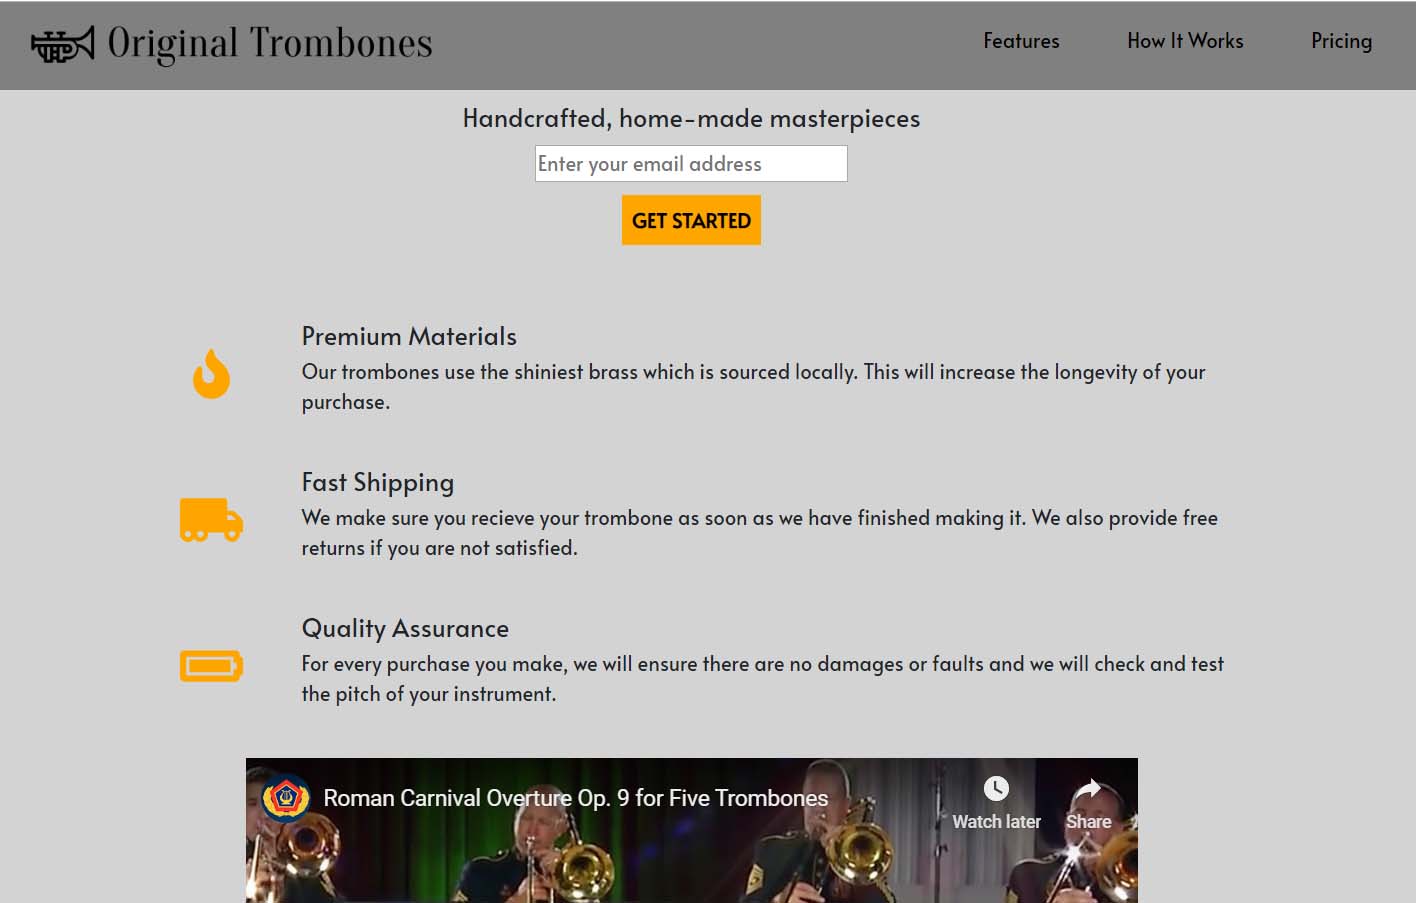 Original Trombones
Features
How It Works
Pricing
Handcrafted, home-made masterpieces
Enter your email address
GET STARTED
Premium Materials
Our trombones use the shiniest brass which is sourced locally. This will increase the longevity of your
purchase.
Fast Shipping
We make sure you recieve your trombone as soon as we have finished making it. We also provide free
returns if you are not satisfied.
Quality Assurance
For every purchase you make, we will ensure there are no damages or faults and we will check and test
the pitch of your instrument.
Roman Carnival Overture Op. 9 for Five Trombones
Watch later
Share